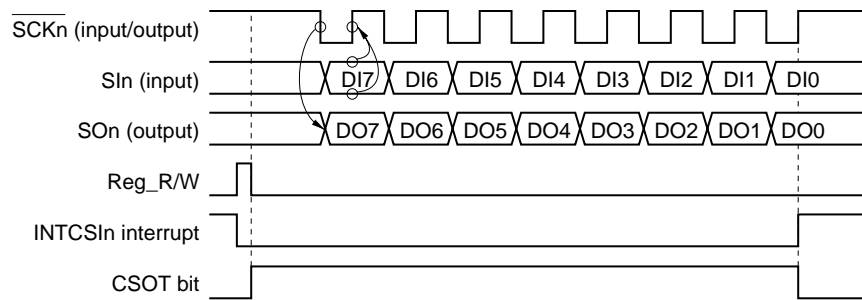 SCKn (input/output)
SIn (input) DI7 DI6 DI5 DI4 DI3 DI2 DI1 DI0
SOn (output) DO7 DO6 DO5 DO4 DO3 DO2 DO1 DO0
Reg_R/W
INTCSIn interrupt
CSOT bit